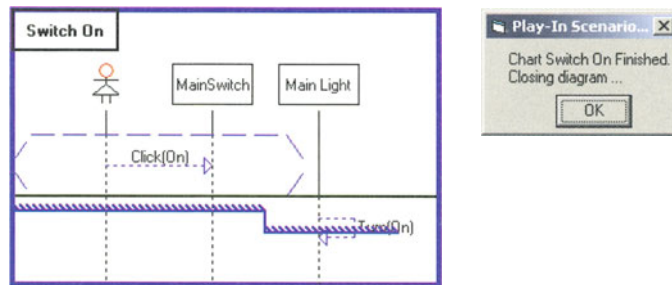 Switch On
MainSwitch
Main Light
Click(On)
Turn(On)
Play-In Scenario...
Chart Switch On Finished.
Closing diagram ...
OK